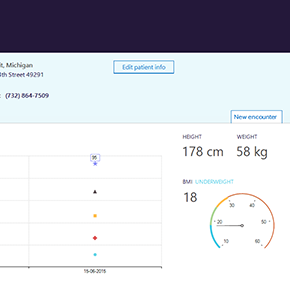 it, Michigan
th Street 49291
Edit patient info
: (732) 864-7509
New encounter
HEIGHT WEIGHT
178 cm 58 kg
95
BMI UNDERWEIGHT
18
30 40
20 50
10 60
15-06-2015